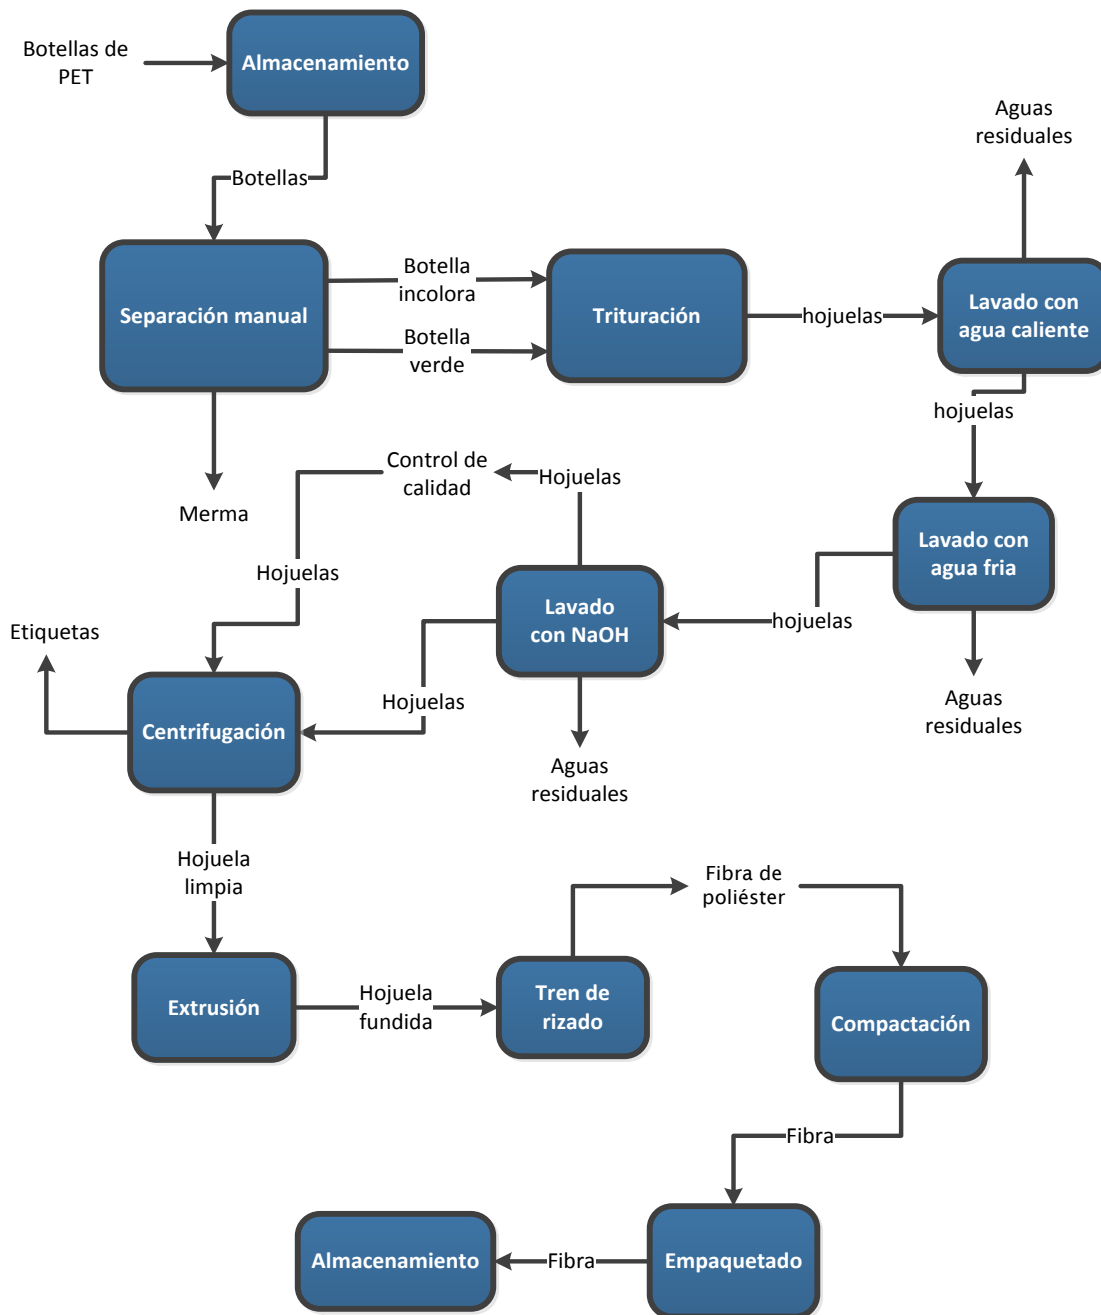 Botellas de
PET
Almacenamiento
Aguas
residuales
Botellas
Separación manual
Botella
incolora
Botella
verde
Trituración
hojuelas
Lavado con
agua caliente
hojuelas
Merma
Control de
calidad
Hojuelas
Lavado con
agua fria
Hojuelas
Lavado
con NaOH
hojuelas
Etiquetas
Hojuelas
Centrifugación
Aguas
residuales
Aguas
residuales
Hojuela
limpia
Fibra de
poliéster
Extrusión
Hojuela
fundida
Tren de
rizado
Compactación
Fibra
Almacenamiento
Fibra
Empaquetado